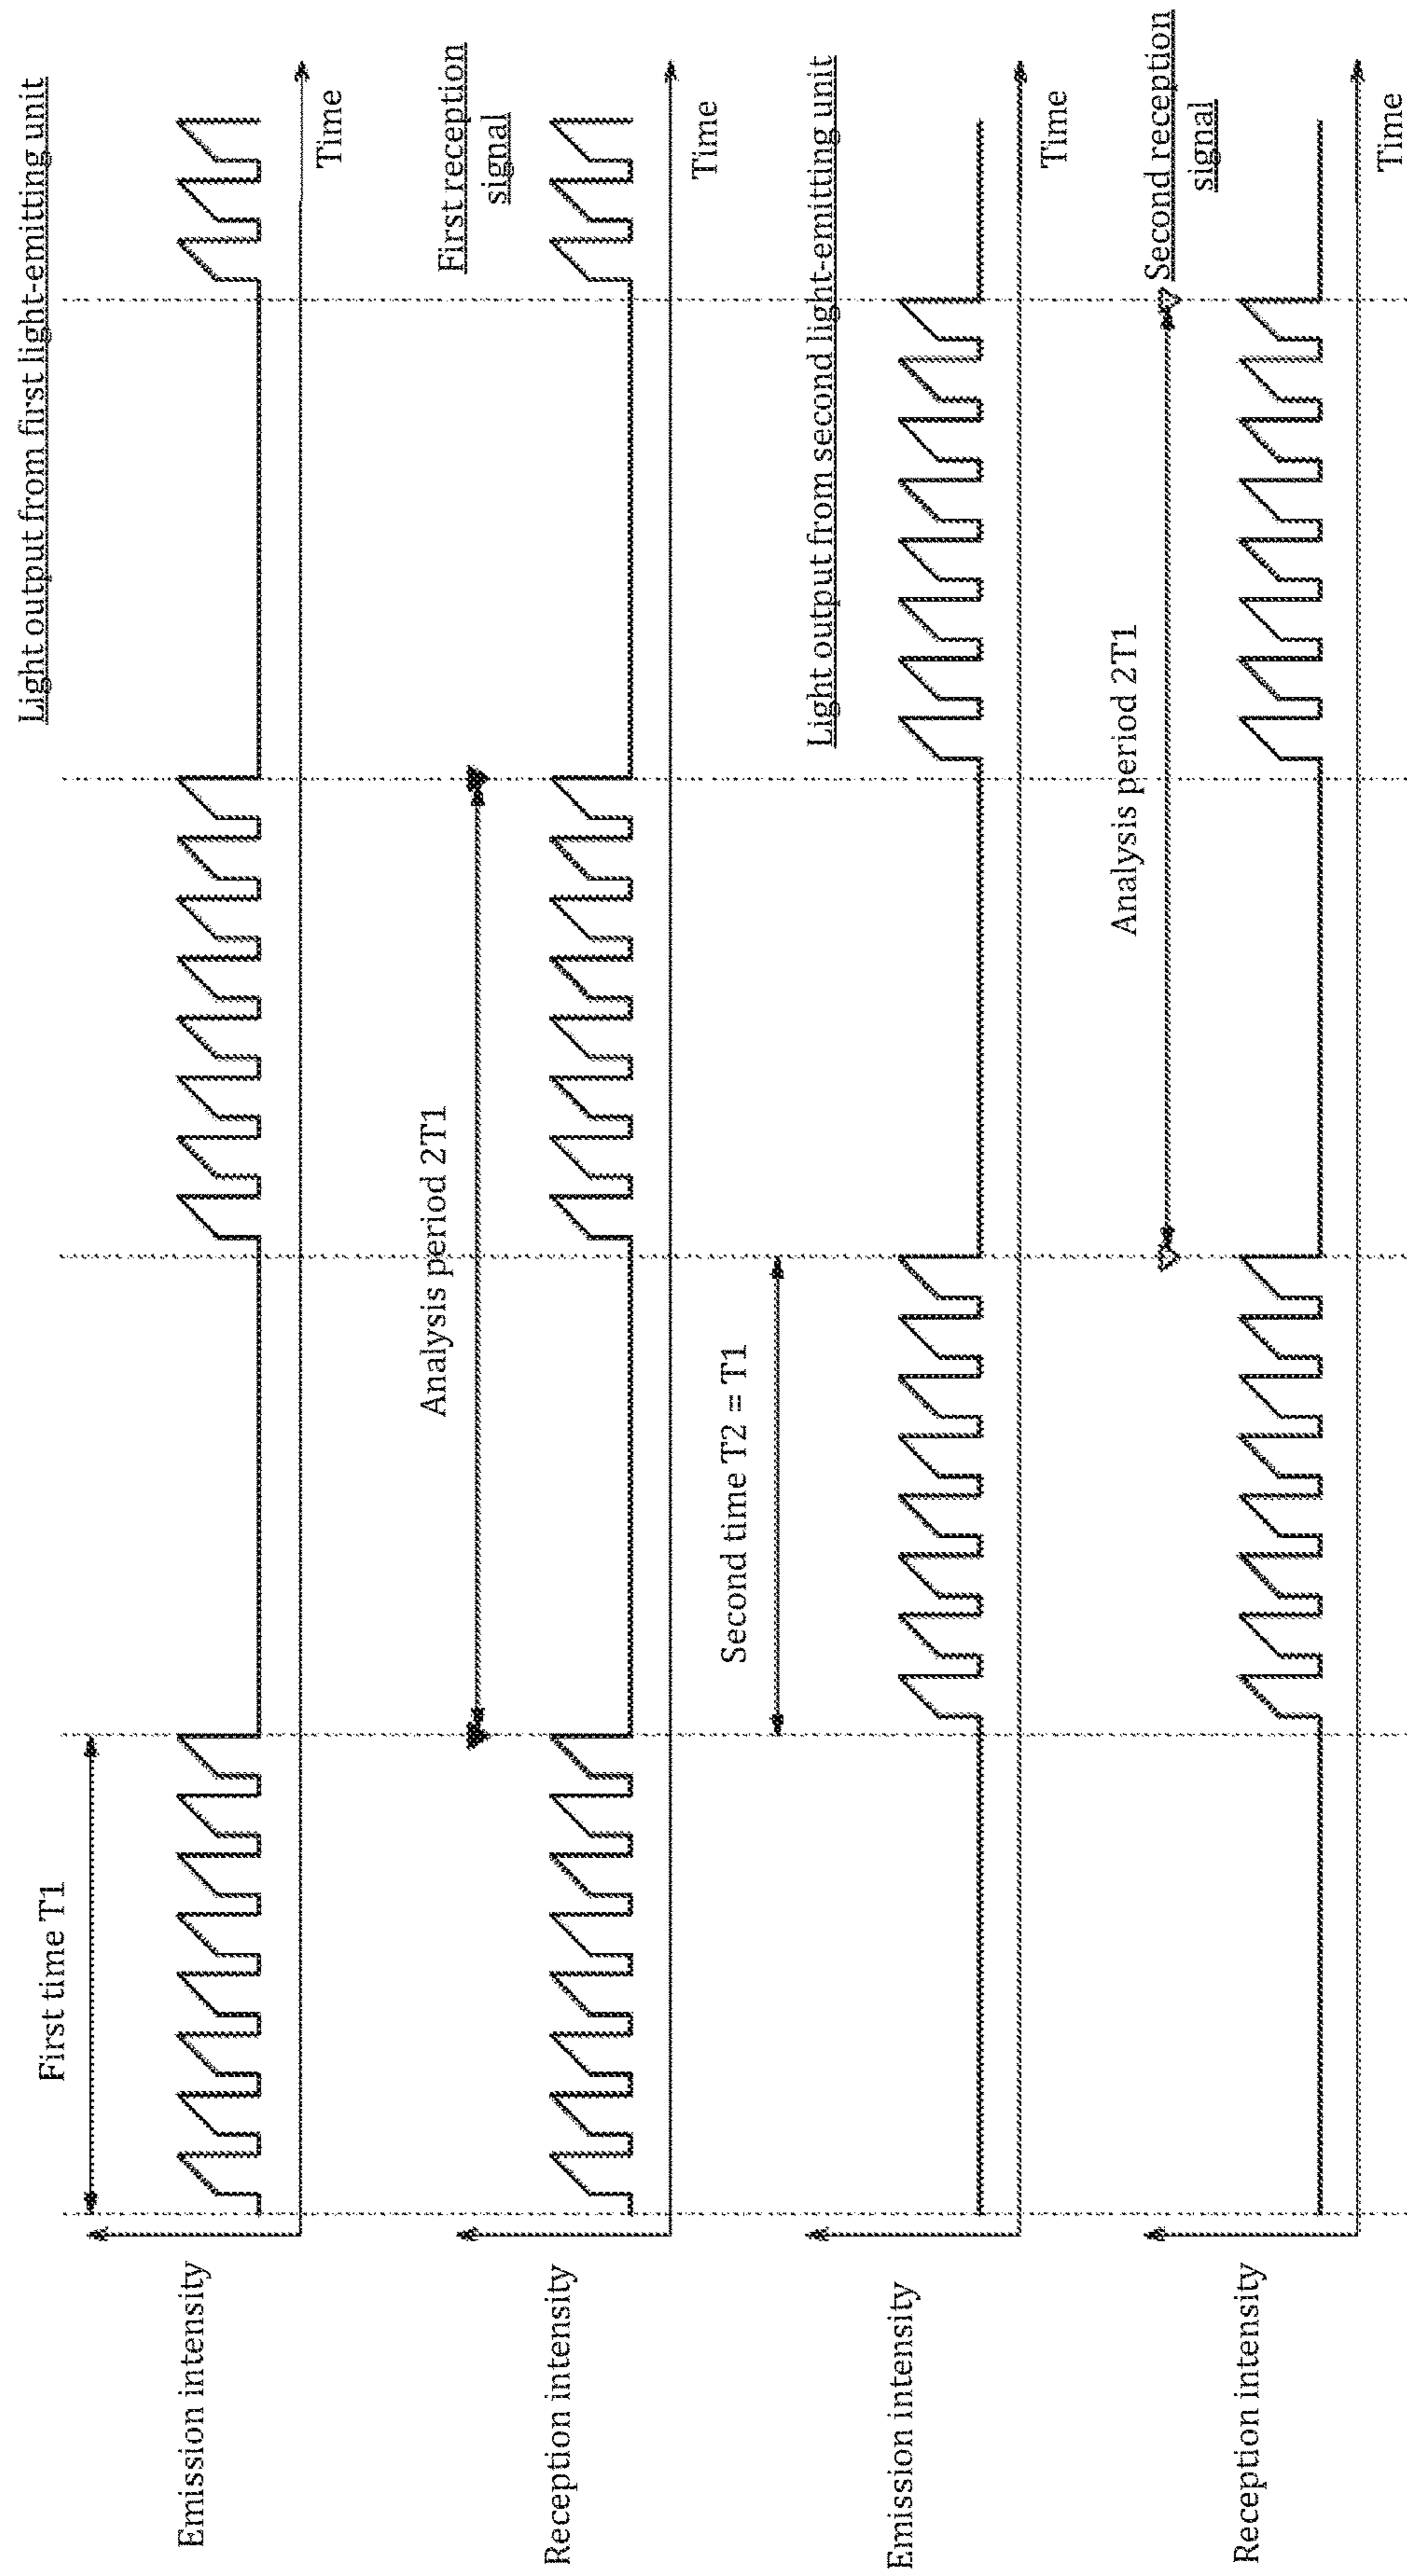 Light output from first light-emitting unit
First time T1
Emission intensity
Time
First reception
signal
Analysis period 2T1
Reception intensity
Time
Light output from second light-emitting unit
Second time T2 = T1
Emission intensity
Time
Second reception
signal
Analysis period 2T1
Reception intensity
Time